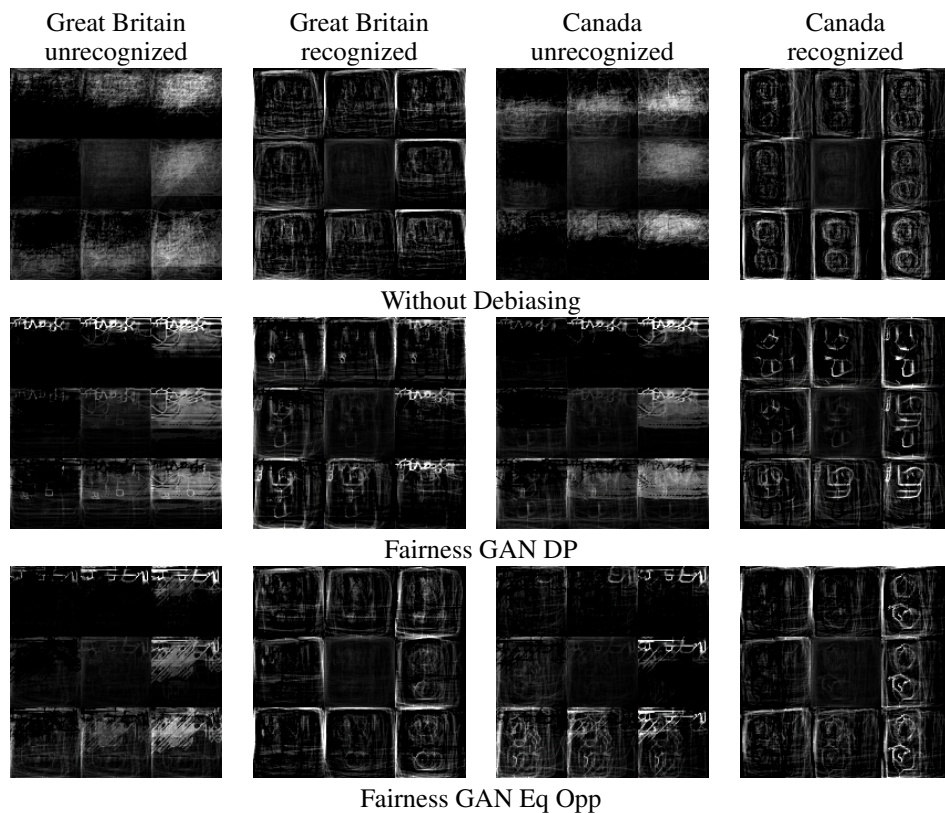 Great Britain unrecognized
Great Britain recognized
Canada unrecognized
Canada recognized
Without Debiasing
Fairness GAN DP
Fairness GAN Eq Opp